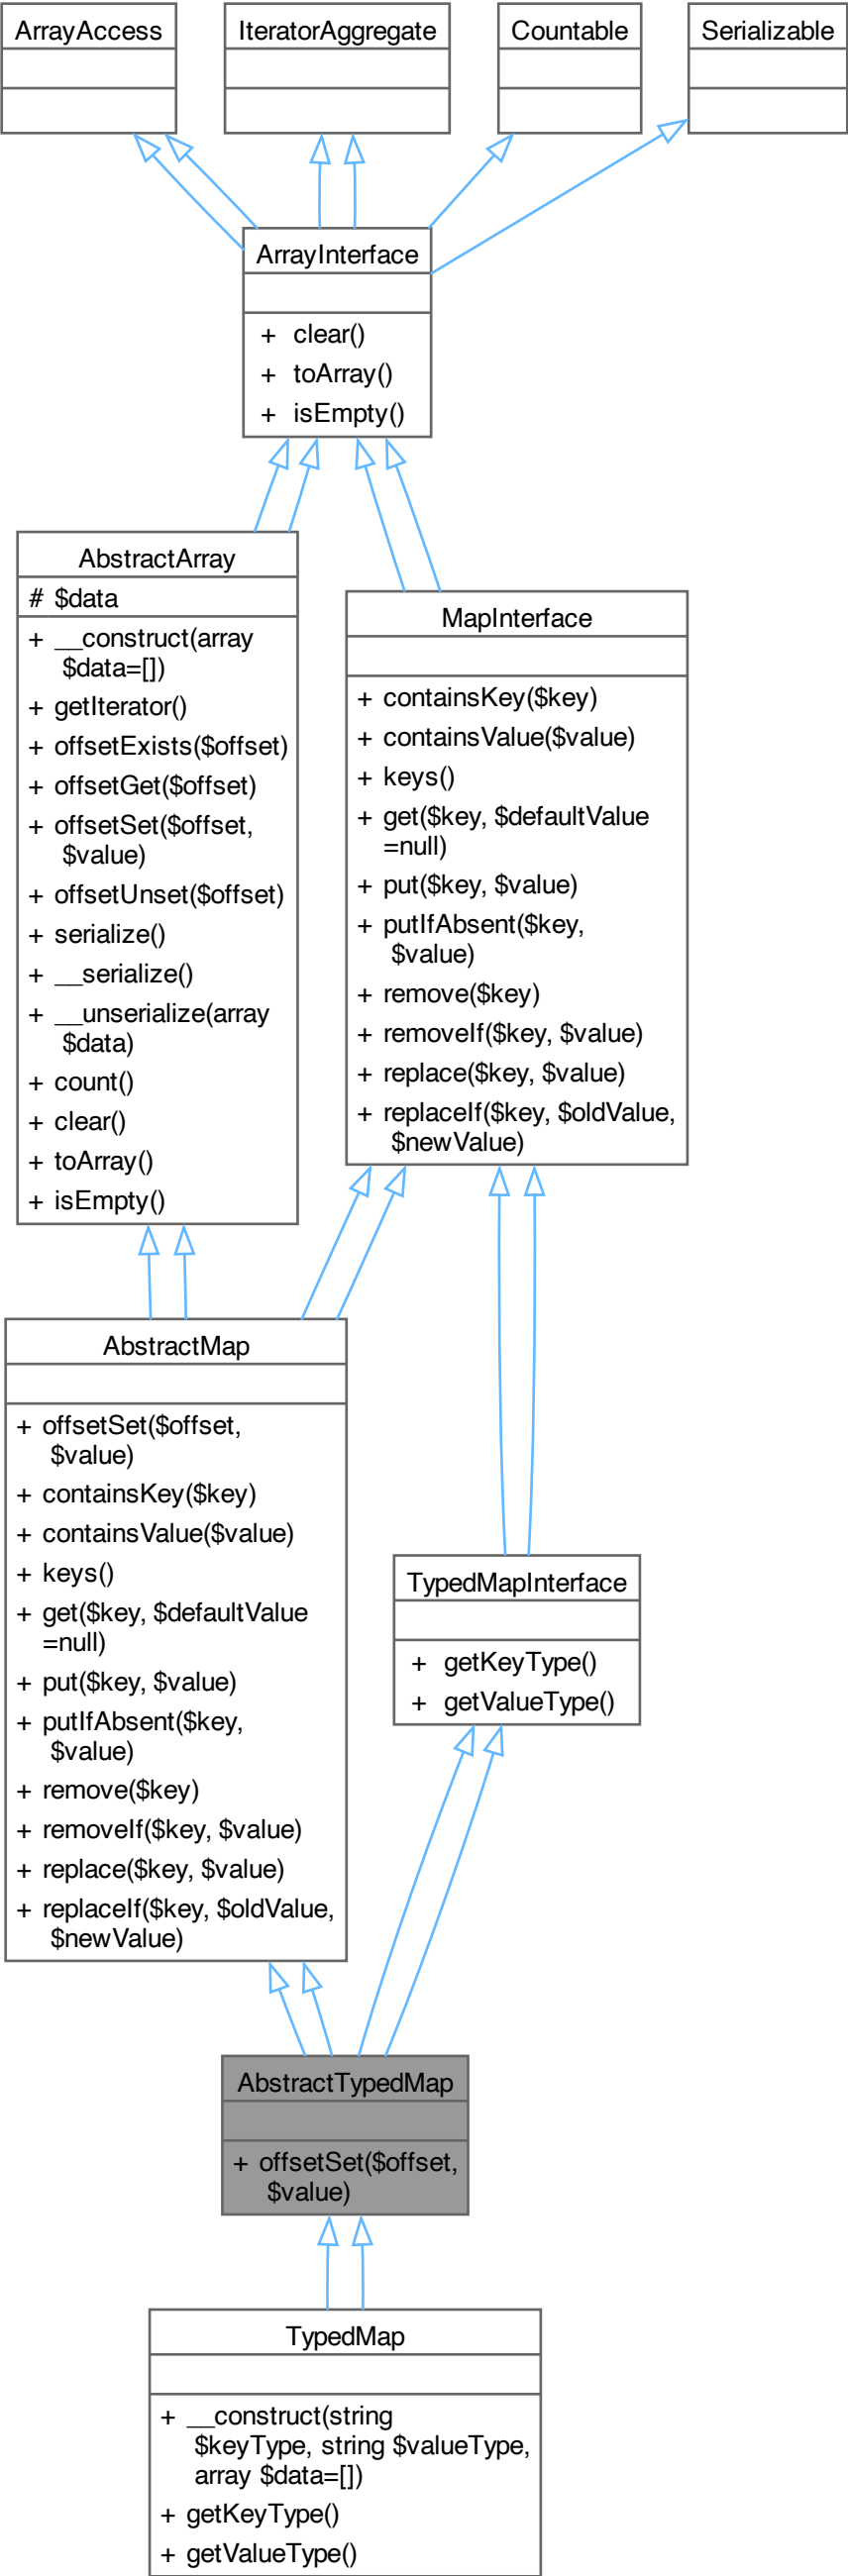 ArrayAccess
IteratorAggregate
Countable
Serializable
ArrayInterface
+ clear()
+ toArray()
+ isEmpty()
AbstractArray
# $data
+ __construct(array
$data=[])
+ getIterator()
+ offsetExists($offset)
+ offsetGet($offset)
+ offsetSet($offset,
$value)
+ offsetUnset($offset)
+ serialize()
+ __serialize()
+ __unserialize(array
$data)
+ count()
+ clear()
+ toArray()
+ isEmpty()
MapInterface
+ containsKey($key)
+ containsValue($value)
+ keys()
+ get($key, $defaultValue
=null)
+ put($key, $value)
+ putIfAbsent($key,
$value)
+ remove($key)
+ removeIf($key, $value)
+ replace($key, $value)
+ replaceIf($key, $oldValue,
$newValue)
AbstractMap
+ offsetSet($offset,
$value)
+ containsKey($key)
+ containsValue($value)
+ keys()
+ get($key, $defaultValue
=null)
+ put($key, $value)
+ putIfAbsent($key,
$value)
+ remove($key)
+ removeIf($key, $value)
+ replace($key, $value)
+ replaceIf($key, $oldValue,
$newValue)
TypedMapInterface
+ getKeyType()
+ getValueType()
AbstractTypedMap
+ offsetSet($offset,
$value)
TypedMap
+ __construct(string
$keyType, string $valueType,
array $data=[])
+ getKeyType()
+ getValueType()